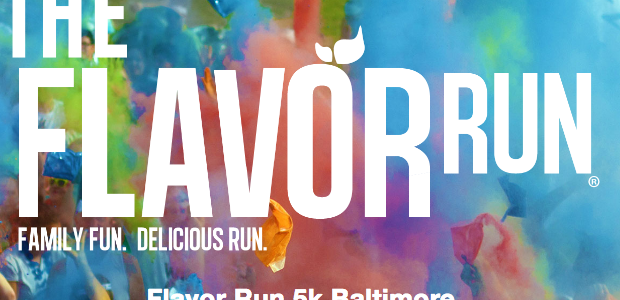 THE
FLAVOR RUN®
FAMILY FUN. DELICIOUS RUN.
Flavor Run 5k Baltimore